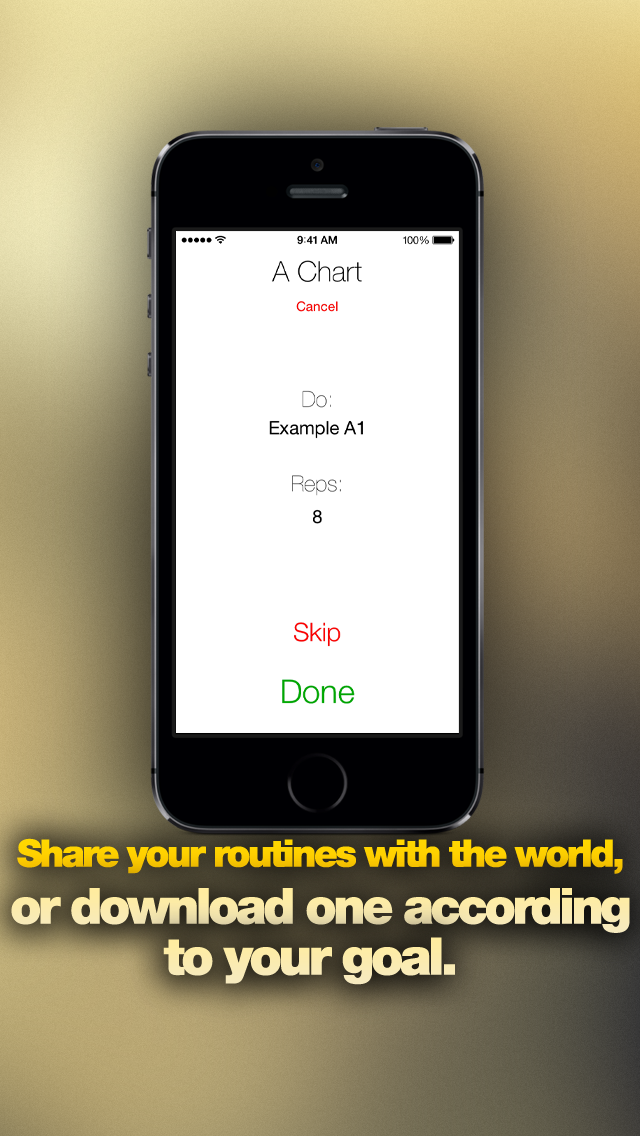 9:41 AM 100%
A Chart
Cancel
Do:
Example A1
Reps:
8
Skip
Done
Share your routines with the world,
or download one according
to your goal.